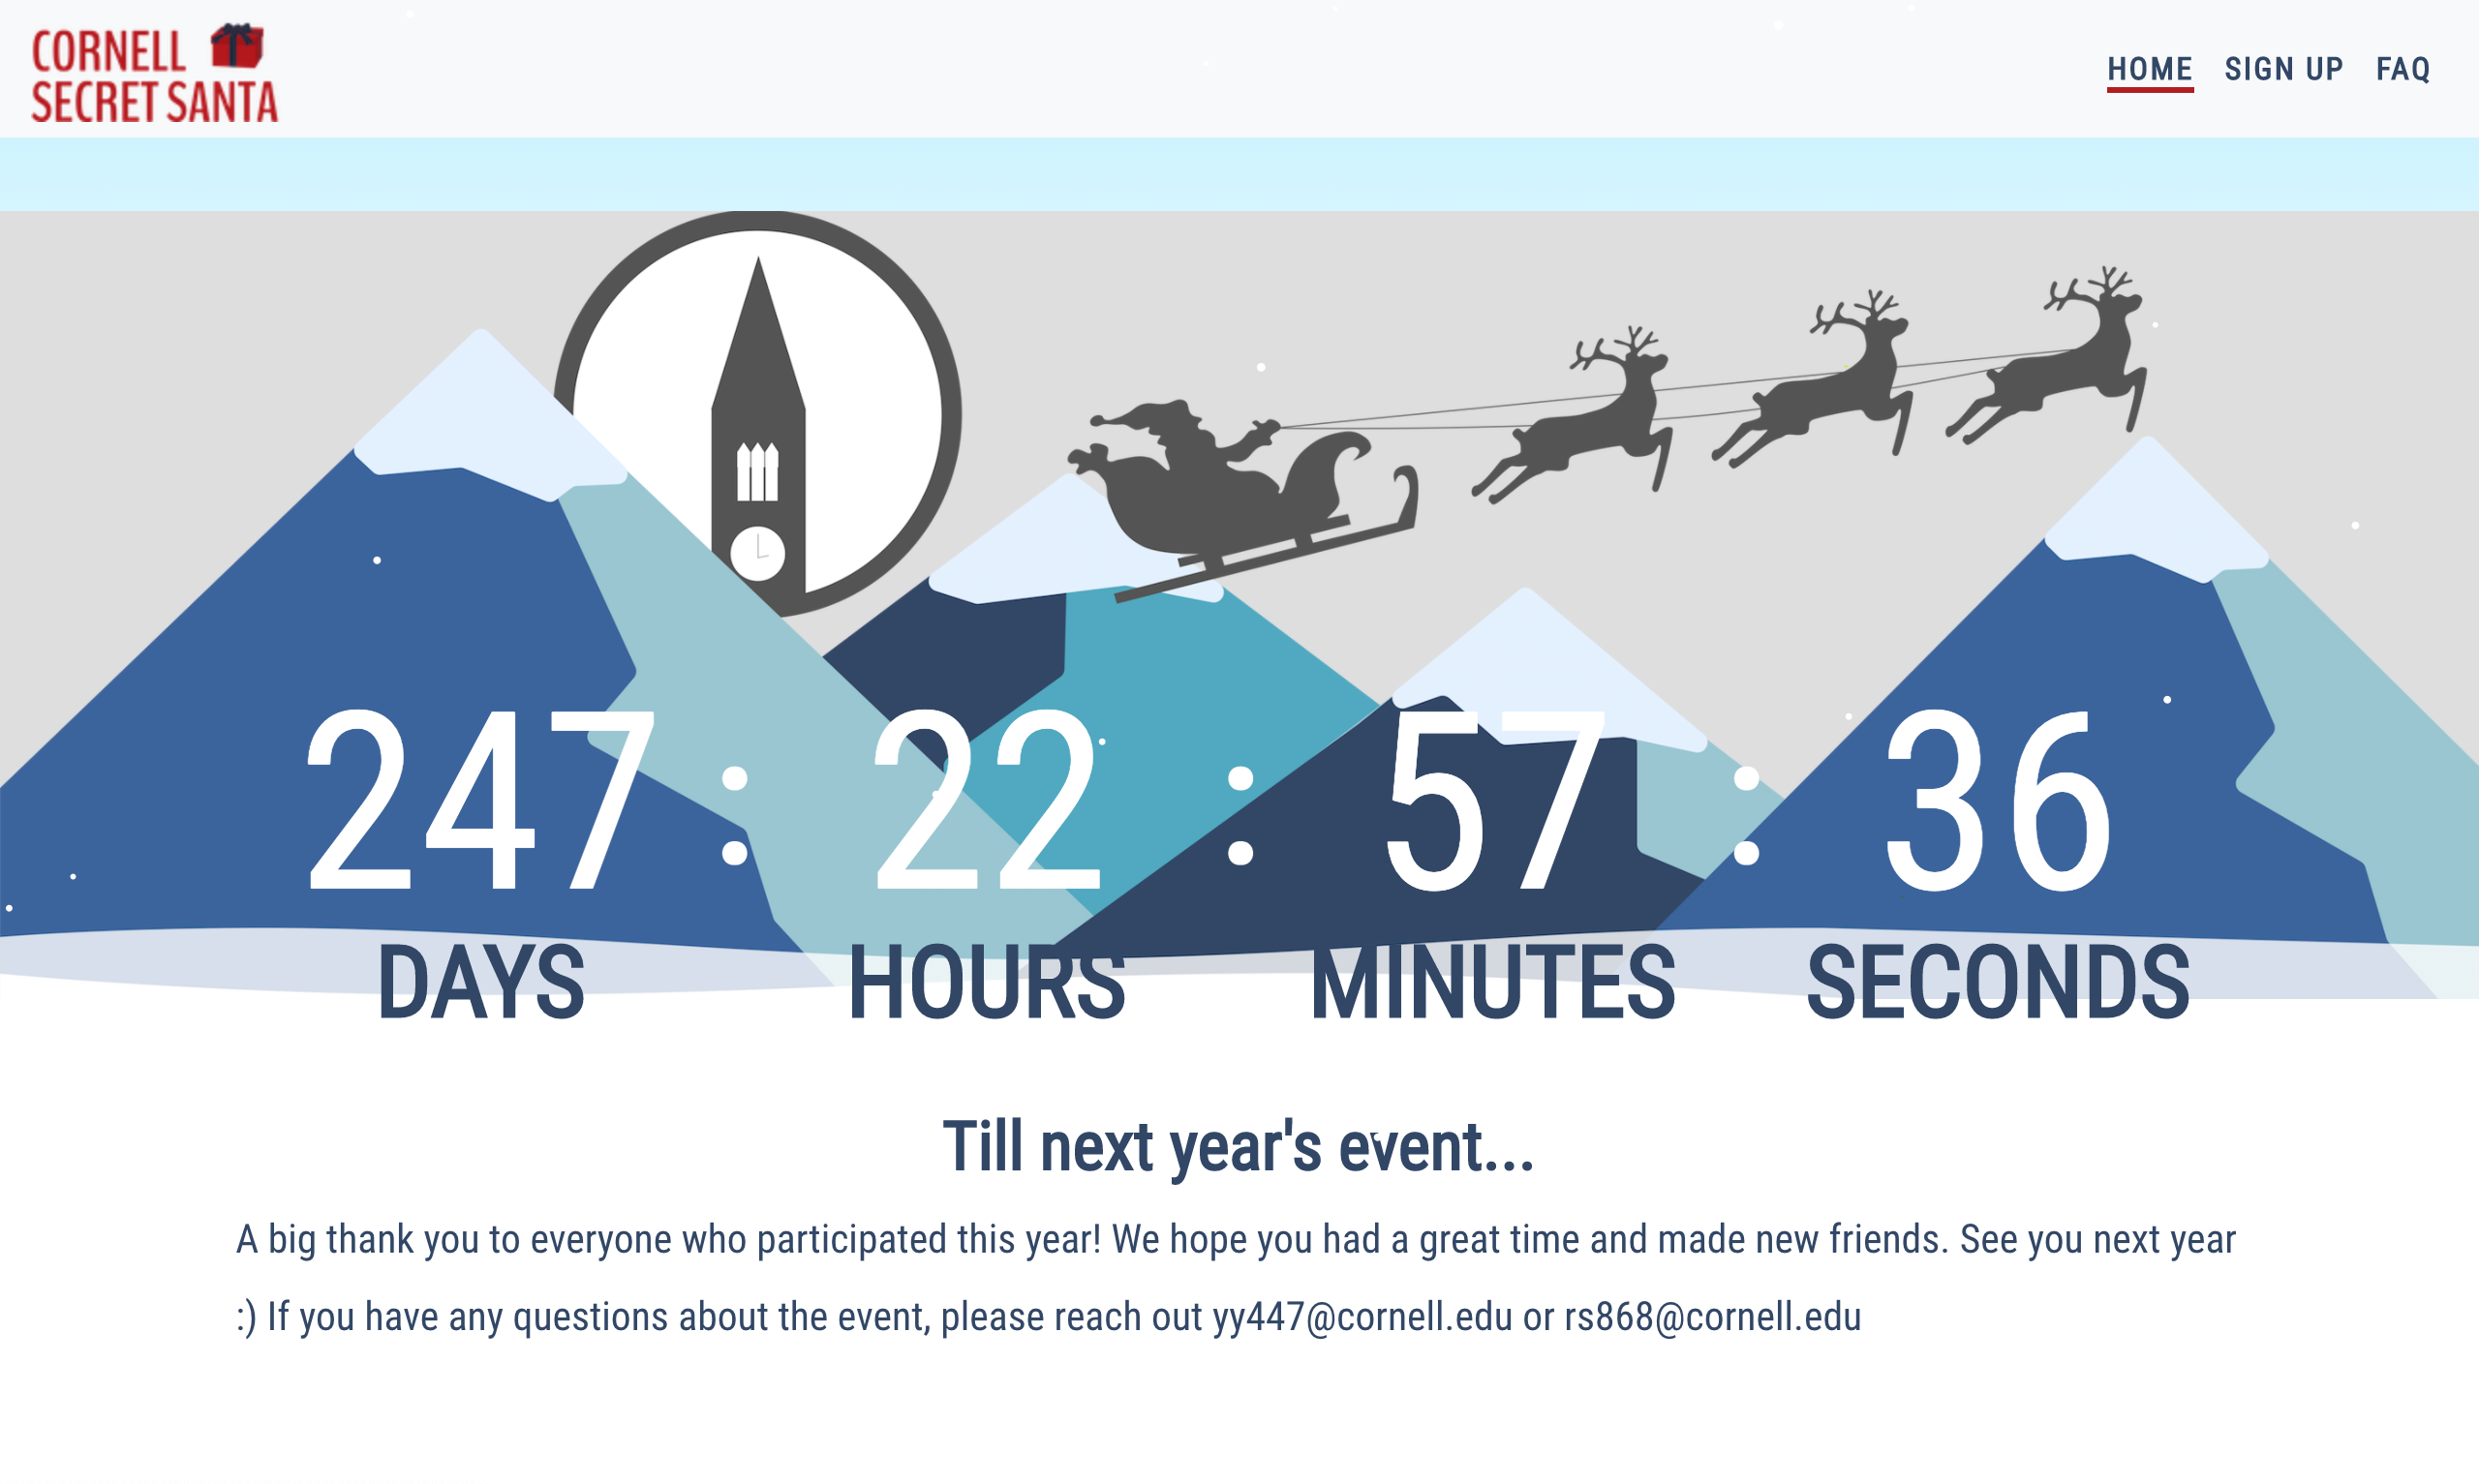 CORNELL
SECRET SANTA
HOME SIGN UP FAQ
247 : 22 : 57 : 36
DAYS HOURS MINUTES SECONDS
Till next year's event...
A big thank you to everyone who participated this year! We hope you had a great time and made new friends. See you next year
:) If you have any questions about the event, please reach out yy447@cornell.edu or rs868@cornell.edu